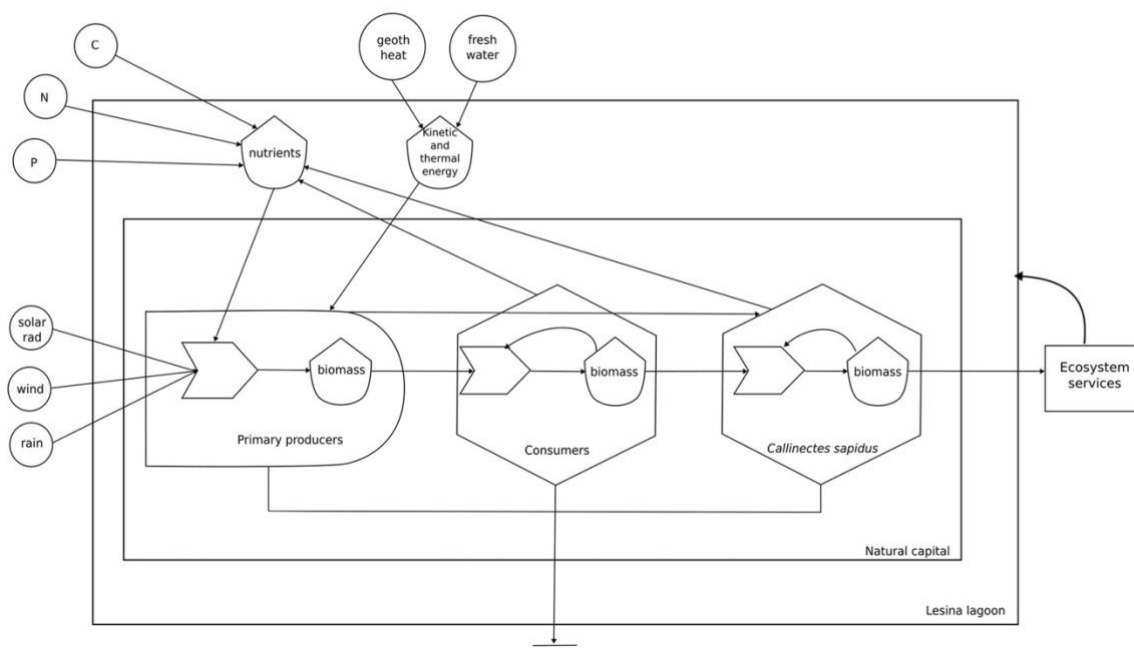 C
geoth
heat
fresh
water
N
P
nutrients
Kinetic
and
thermal
energy
solar
rad
wind
rain
biomass
biomass
biomass
Primary producers
Consumers
Callinectes sapidus
Ecosystem
services
Natural capital
Lesina lagoon